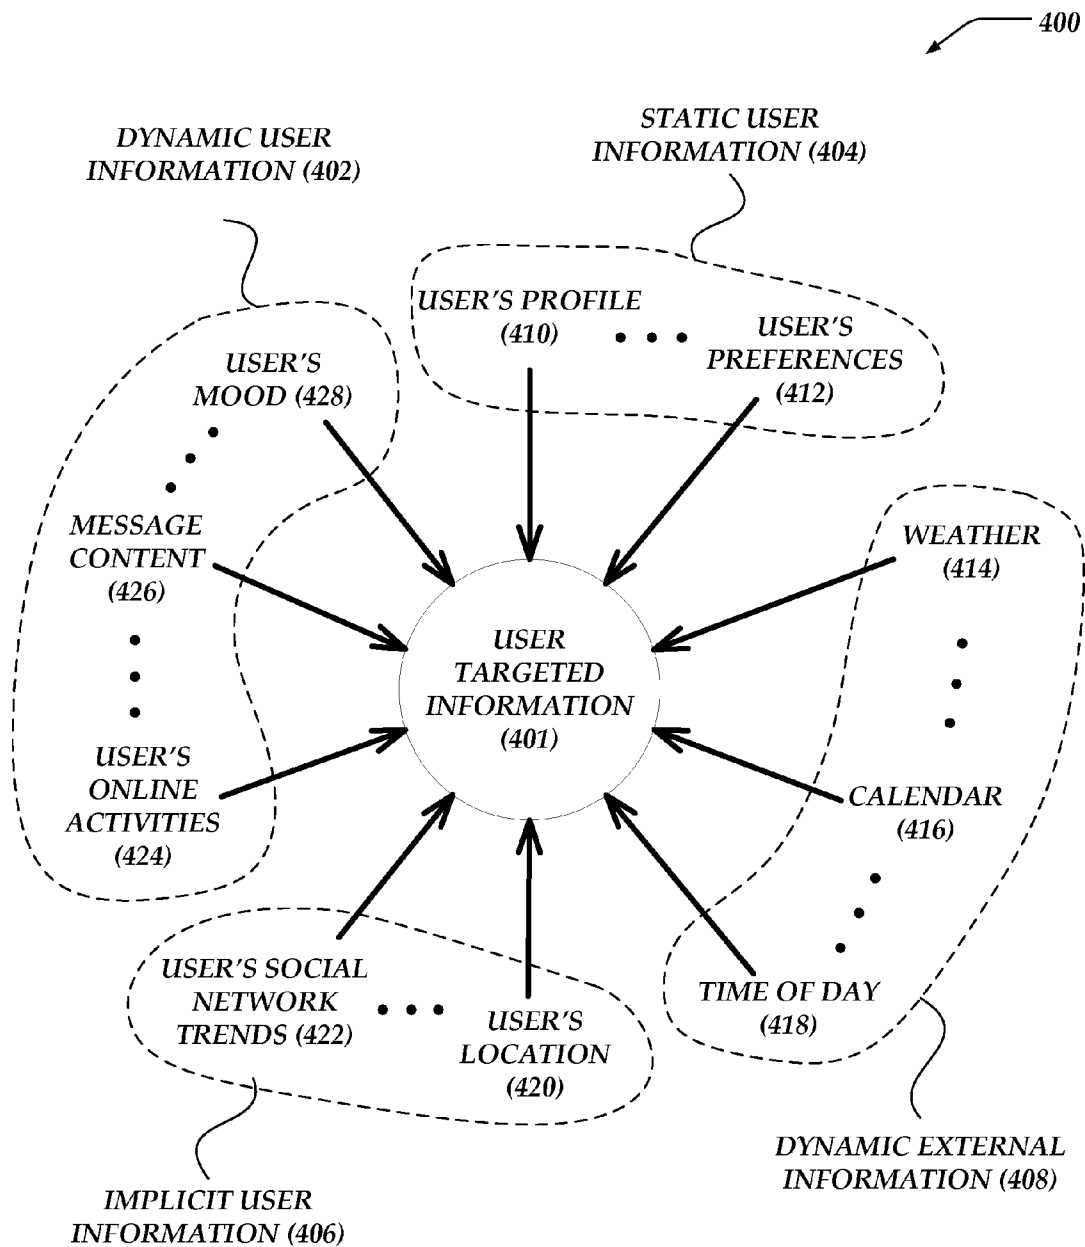 400
DYNAMIC USER
INFORMATION (402)
STATIC USER
INFORMATION (404)
USER'S PROFILE
(410)
USER'S
PREFERENCES
(412)
USER'S
MOOD (428)
MESSAGE
CONTENT
(426)
WEATHER
(414)
USER
TARGETED
INFORMATION
(401)
USER'S
ONLINE
ACTIVITIES
(424)
CALENDAR
(416)
USER'S SOCIAL
NETWORK
TRENDS (422)
USER'S
LOCATION
(420)
TIME OF DAY
(418)
IMPLICIT USER
INFORMATION (406)
DYNAMIC EXTERNAL
INFORMATION (408)